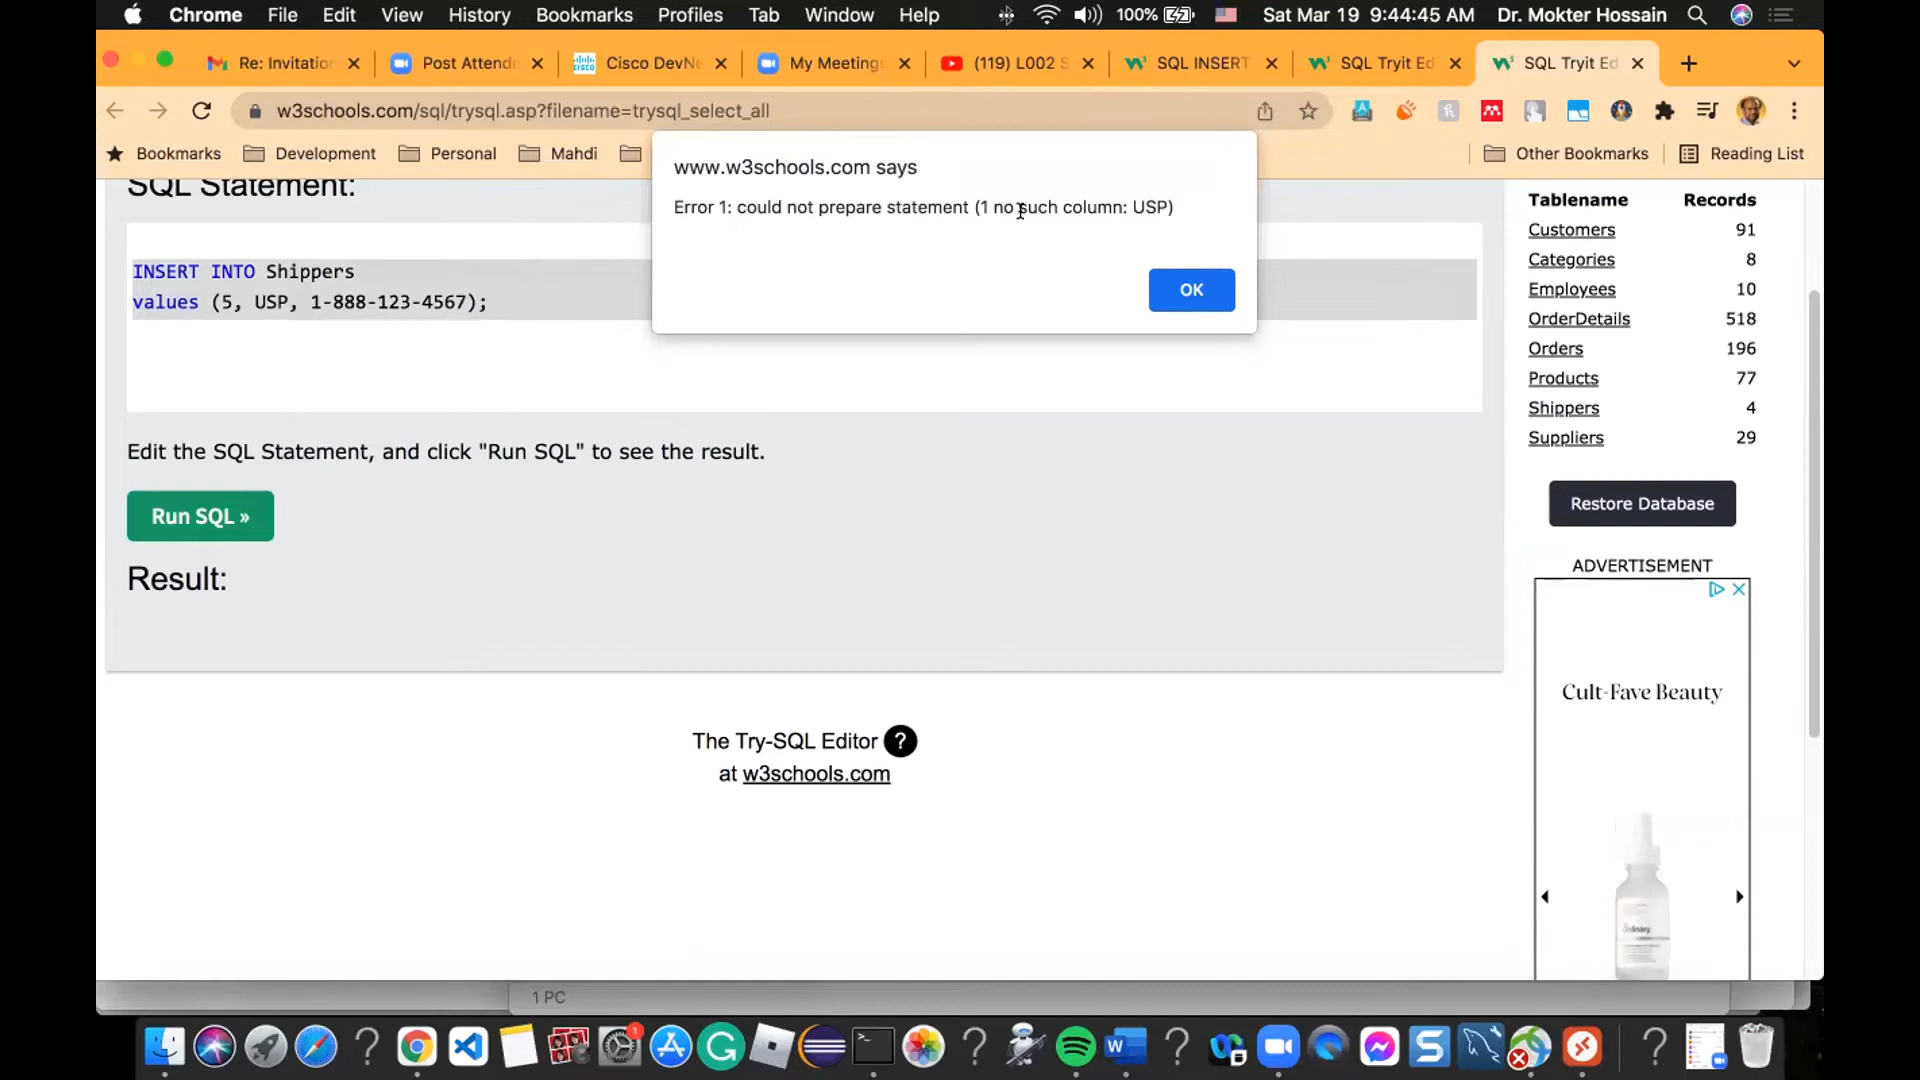 Chrome File Edit View History Bookmarks Profiles Tab Window Help 100% Sat Mar 19 9:44:45 AM Dr. Mokter Hossain
Re: Invitatio Post Attend Cisco DevNe My Meeting (119) L002 S SQL INSERT SQL Tryit Ed SQL Tryit Ed
w3schools.com/sql/trysql.asp?filename=trysql_select_all
Bookmarks Development Personal Mahdi Other Bookmarks Reading List
www.w3schools.com says
Error 1: could not prepare statement (1 no such column: USP)
OK
SQL Statement:
INSERT INTO Shippers
values (5, USP, 1-888-123-4567);
Edit the SQL Statement, and click "Run SQL" to see the result.
Run SQL »
Result:
The Try-SQL Editor ?
at w3schools.com
Tablename Records
Customers 91
Categories 8
Employees 10
OrderDetails 518
Orders 196
Products 77
Shippers 4
Suppliers 29
Restore Database
ADVERTISEMENT
Cult-Fave Beauty
Ordinary
1 PC